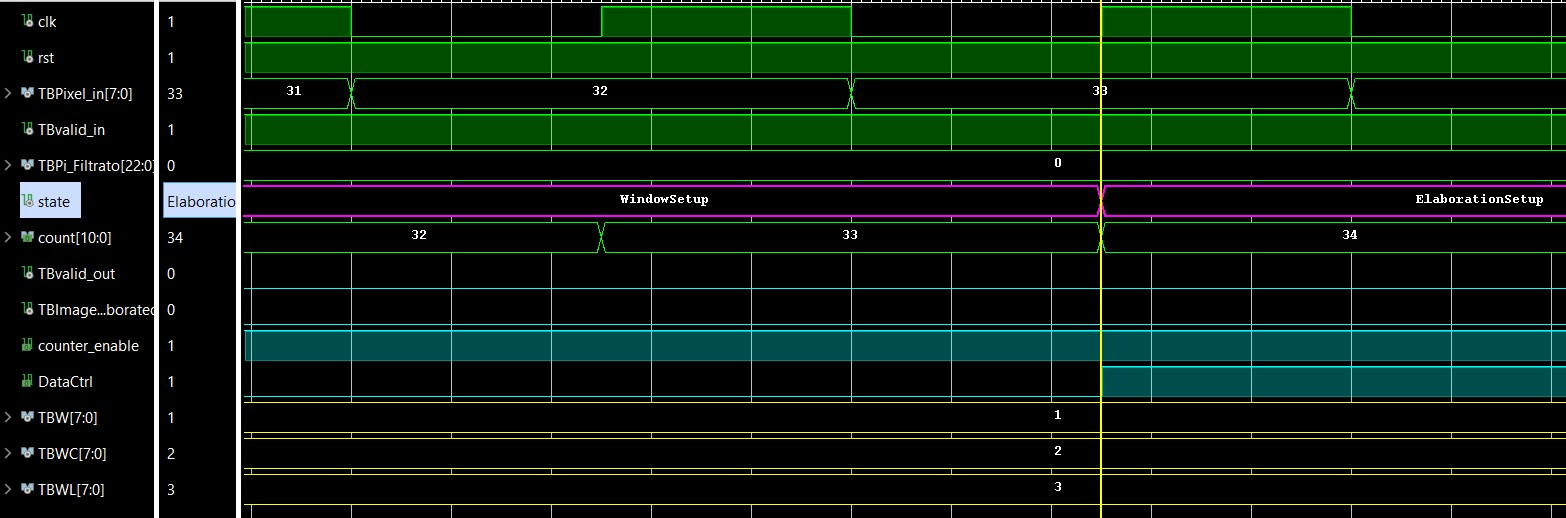 clk 1
rst 1
TBPixel_in[7:0] 33 31 32 33
TBvalid_in 1
TBPi_Filtrato[22:0] 0 0
state Elaboratio WindowSetup ElaborationSetup
count[10:0] 34 32 33 34
TBvalid_out 0
TBImage...borated 0
counter_enable 1
DataCtrl 1
TBW[7:0] 1 1
TBWC[7:0] 2 2
TBWL[7:0] 3 3